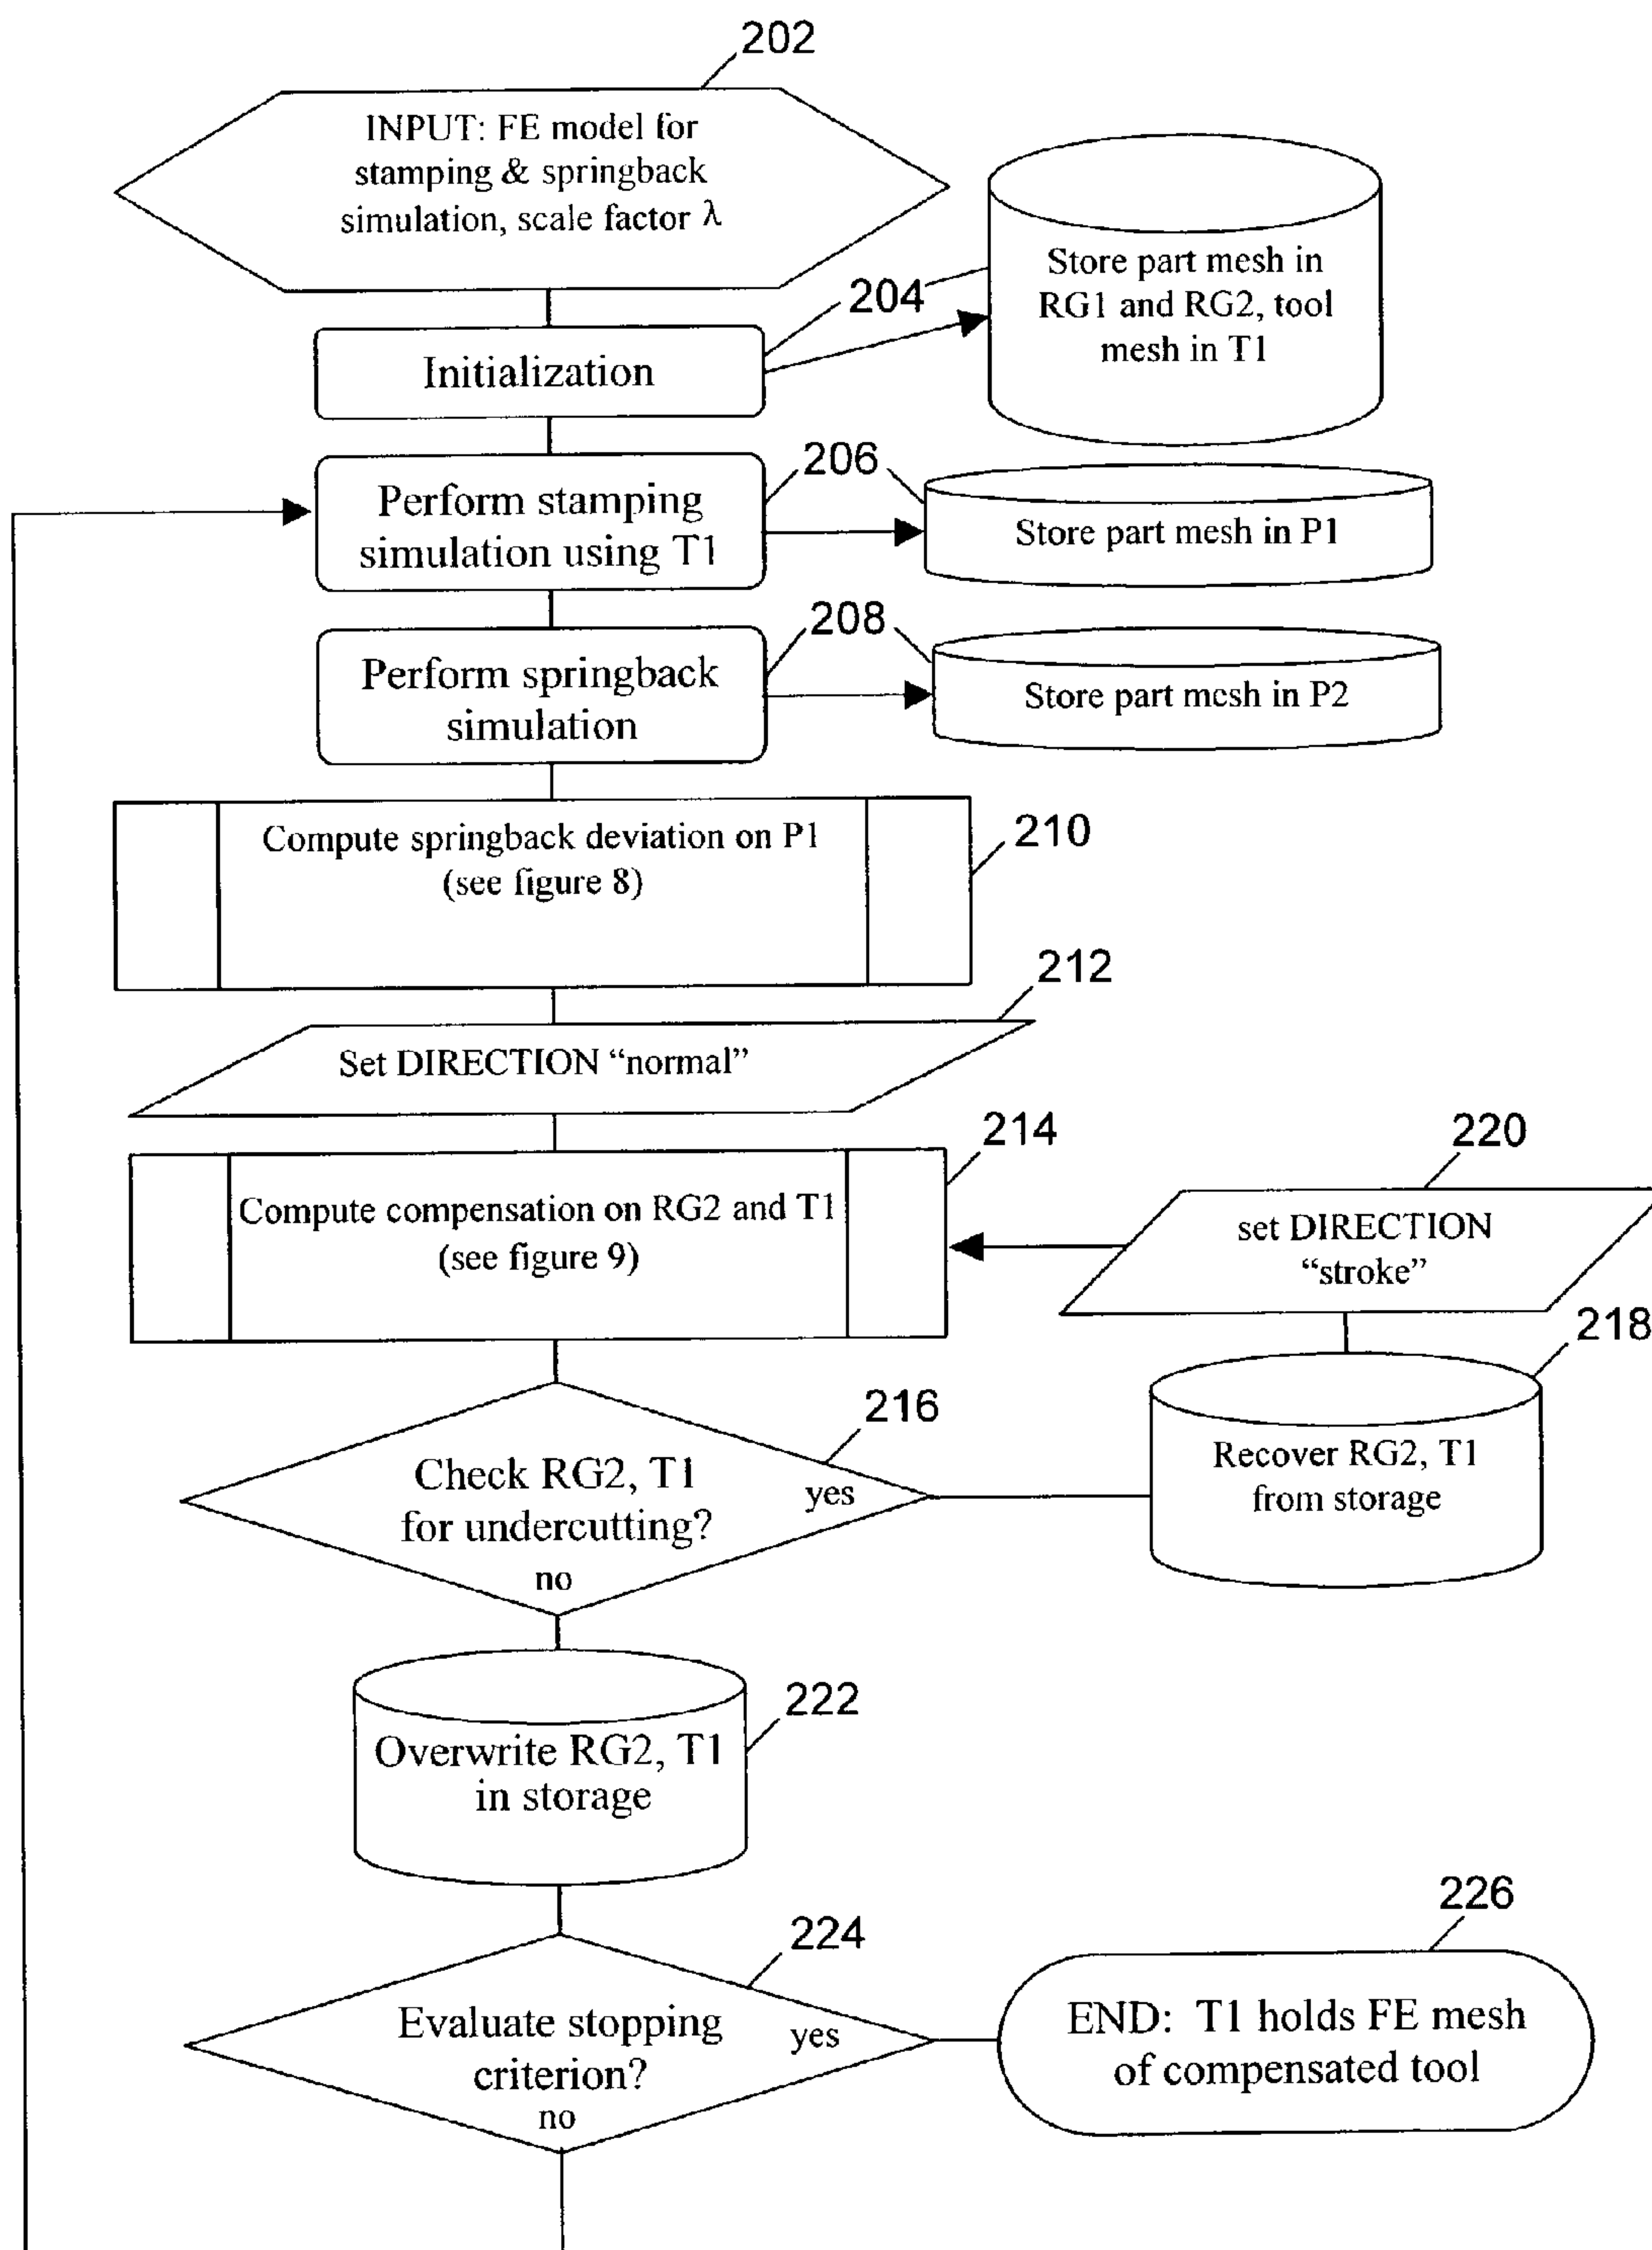 202
INPUT: FE model for
stamping & springback
simulation, scale factor λ
204
Store part mesh in
RG1 and RG2, tool
mesh in T1
Initialization
206
Perform stamping
simulation using T1
Store part mesh in P1
208
Perform springback
simulation
Store part mesh in P2
210
Compute springback deviation on P1
(see figure 8)
212
Set DIRECTION “normal”
214
Compute compensation on RG2 and T1
(see figure 9)
220
set DIRECTION
“stroke”
218
216
Check RG2, T1
for undercutting?
yes
no
Recover RG2, T1
from storage
222
Overwrite RG2, T1
in storage
224
Evaluate stopping
criterion?
yes
no
226
END: T1 holds FE mesh
of compensated tool